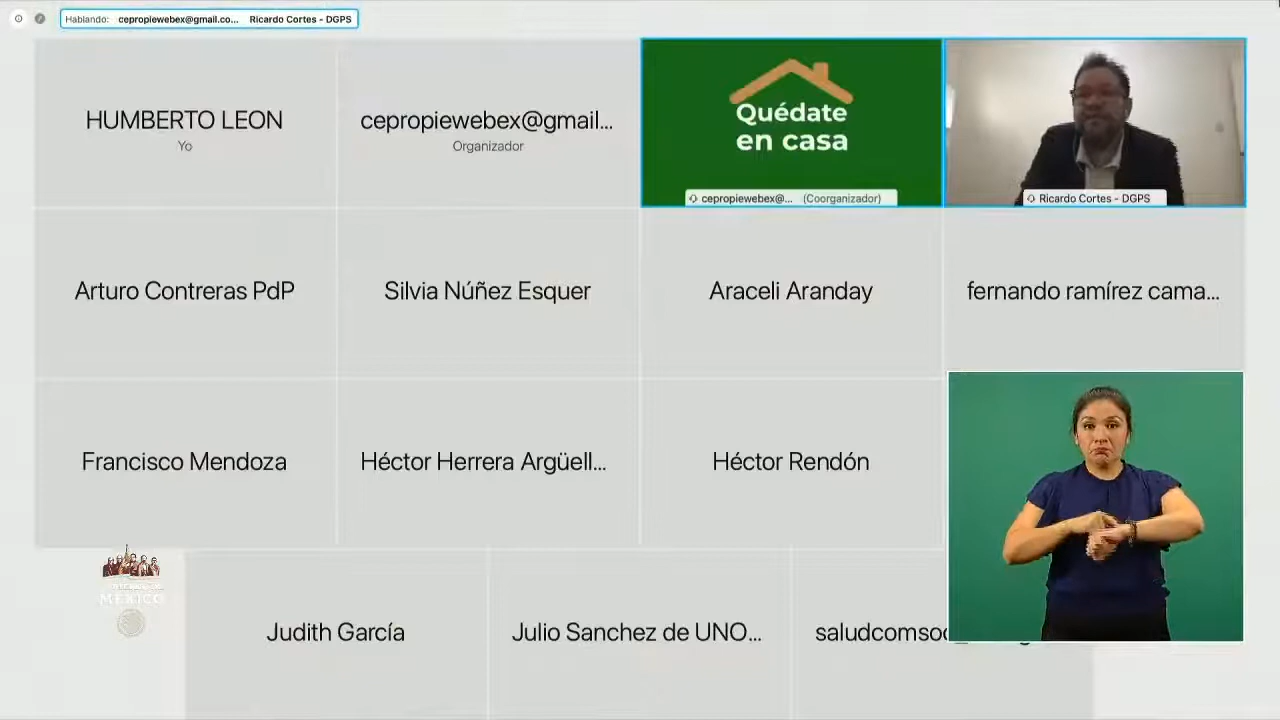 Hablando: cepropiewebex@gmail.co... Ricardo Cortes - DGPS
HUMBERTO LEON
Yo
cepropiewebex@gmail...
Organizador
Quédate
en casa
cepropiewebex@... (Coorganizador)
Ricardo Cortes - DGPS
Arturo Contreras PdP
Silvia Núñez Esquer
Araceli Aranday
fernando ramírez cama...
Francisco Mendoza
Héctor Herrera Argüell...
Héctor Rendón
MÉXICO
Judith García
Julio Sanchez de UNO...
saludcomsoc